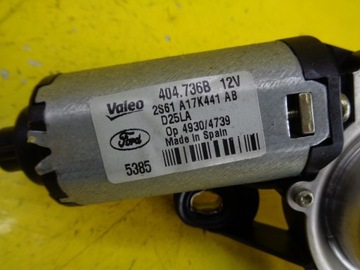 Valeo 404.736B 12V
2S61 A17K441 AB
D25LA
Op 4930/4739
Made in Spain
Ford
5385